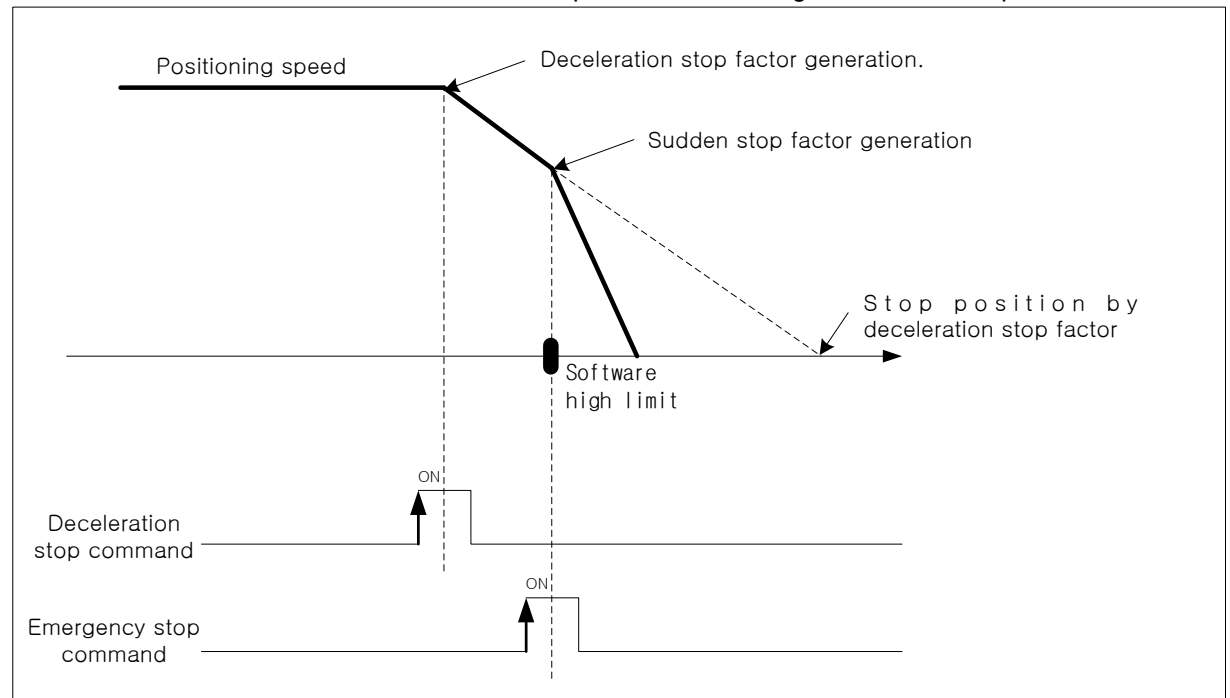 Positioning speed
Deceleration stop factor generation.
Sudden stop factor generation
Stop position by
deceleration stop factor
Software
high limit
ON
Deceleration
stop command
ON
Emergency stop
command